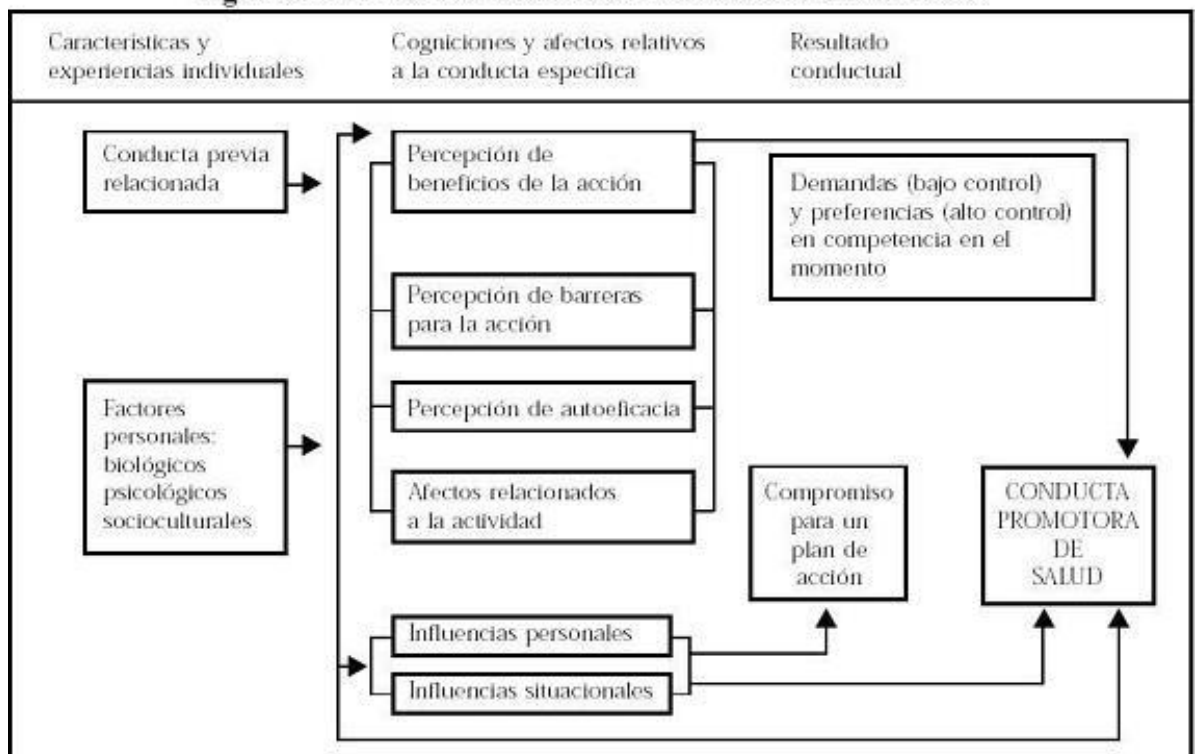 Características y
experiencias individuales
Cogniciones y afectos relativos
a la conducta específica
Resultado
conductual
Conducta previa
relacionada
Factores
personales:
biológicos
psicológicos
socioculturales
Percepción de
beneficios de la acción
Percepción de barreras
para la acción
Percepción de autoeficacia
Afectos relacionados
a la actividad
Influencias personales
Influencias situacionales
Demandas (bajo control)
y preferencias (alto control)
en competencia en el
momento
Compromiso
para un
plan de
acción
CONDUCTA
PROMOTORA
DE
SALUD